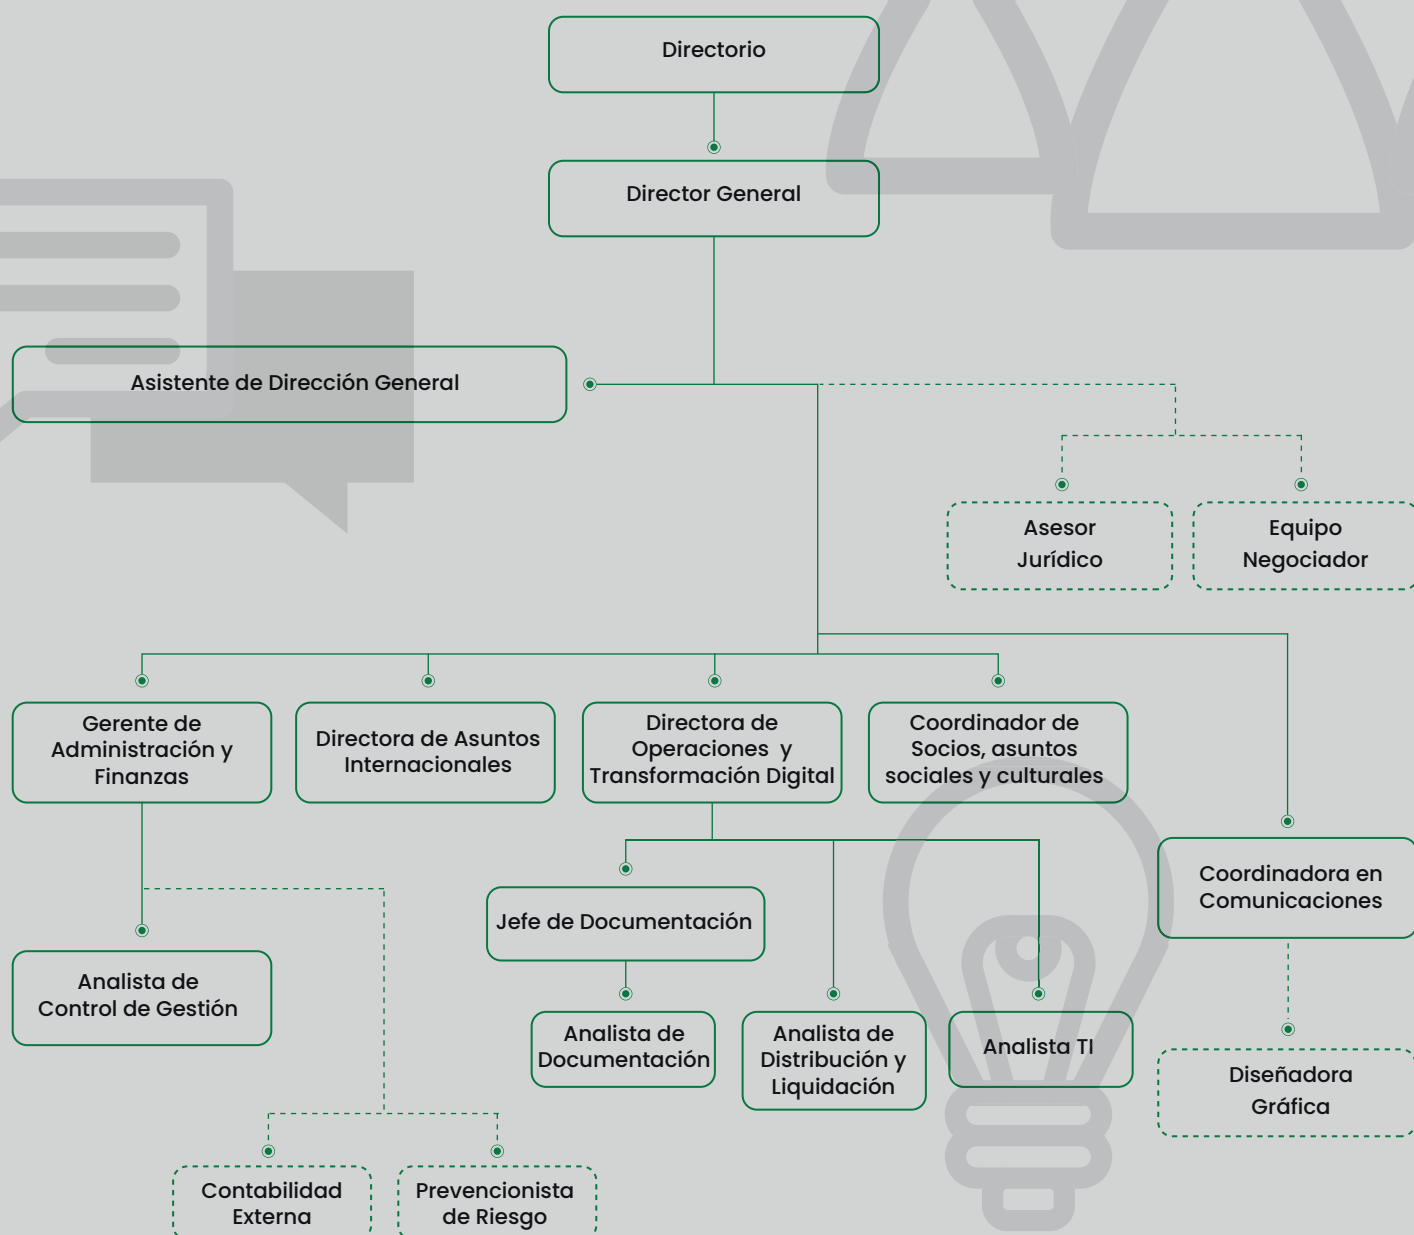 Directorio
Director General
Asistente de Dirección General
Asesor
Jurídico
Equipo
Negociador
Gerente de
Administración y
Finanzas
Directora de Asuntos
Internacionales
Directora de
Operaciones y
Transformación Digital
Coordinador de
Socios, asuntos
sociales y culturales
Coordinadora en
Comunicaciones
Jefe de Documentación
Analista de
Control de Gestión
Analista de
Documentación
Analista de
Distribución y
Liquidación
Analista TI
Diseñadora
Gráfica
Contabilidad
Externa
Prevencionista
de Riesgo